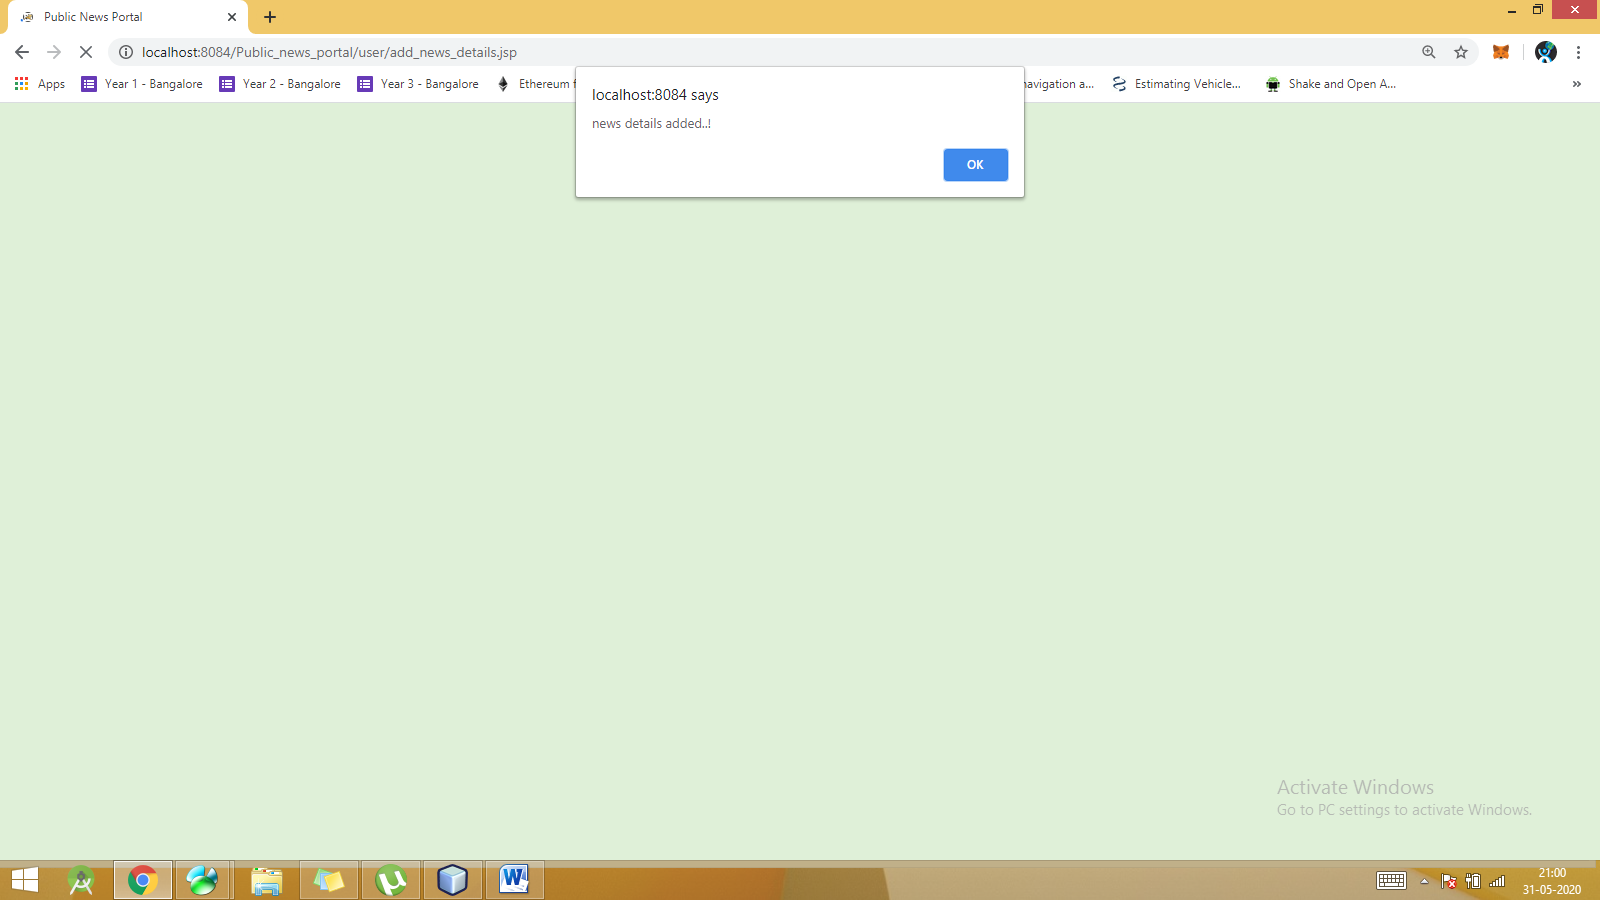 Public News Portal
localhost:8084/Public_news_portal/user/add_news_details.jsp
Apps Year 1 - Bangalore Year 2 - Bangalore Year 3 - Bangalore Ethereum f navigation a... Estimating Vehicle... Shake and Open A... »
localhost:8084 says
news details added..!
OK
Activate Windows
Go to PC settings to activate Windows.
21:00
31-05-2020